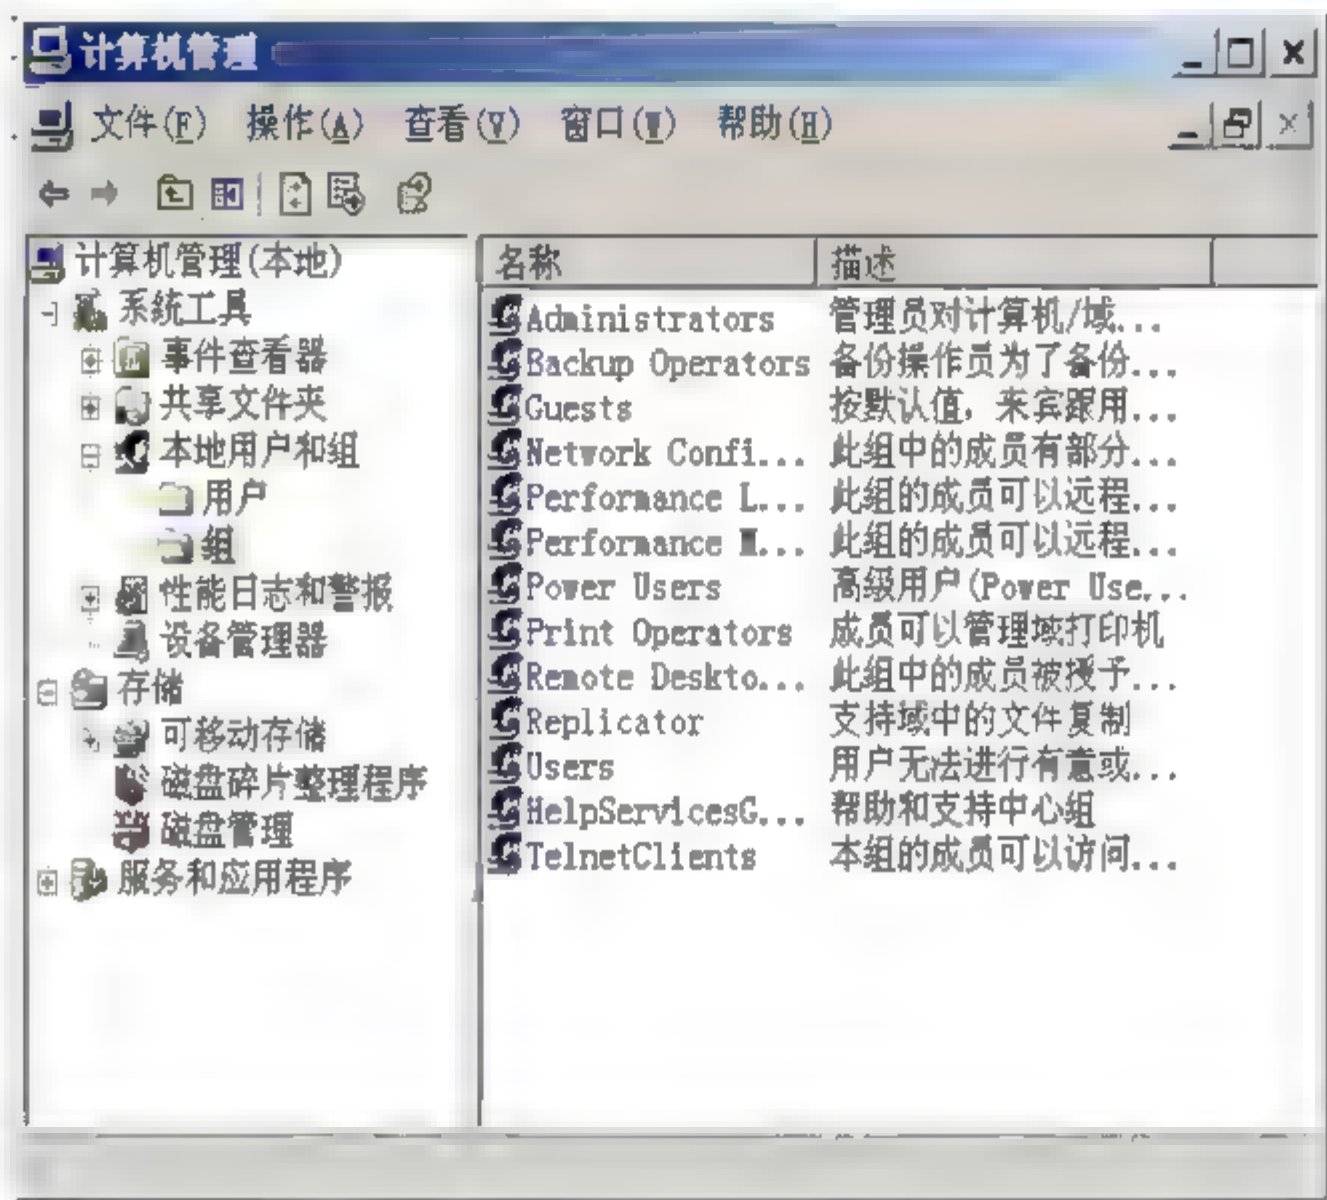 计算机管理
文件(F) 操作(A) 查看(V) 窗口(W) 帮助(H)
计算机管理(本地)
系统工具
事件查看器
共享文件夹
本地用户和组
用户
组
性能日志和警报
设备管理器
存储
可移动存储
磁盘碎片整理程序
磁盘管理
服务和应用程序
名称 描述
Administrators 管理员对计算机/域...
Backup Operators 备份操作员为了备份...
Guests 按默认值，来宾跟用...
Network Confi... 此组中的成员有部分...
Performance L... 此组的成员可以远程...
Performance M... 此组的成员可以远程...
Power Users 高级用户(Power Use...
Print Operators 成员可以管理域打印机
Remote Deskto... 此组中的成员被授予...
Replicator 支持域中的文件复制
Users 用户无法进行有意或...
HelpServicesG... 帮助和支持中心组
TelnetClients 本组的成员可以访问...